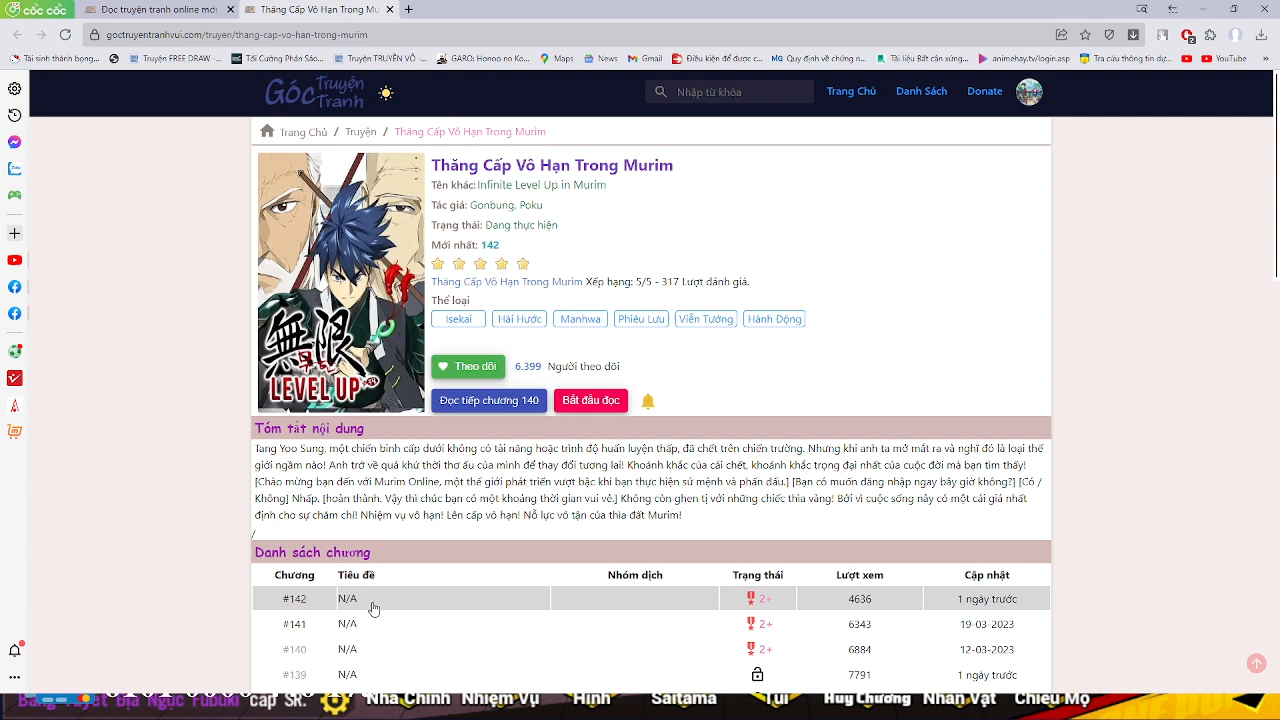 cốc cốc
Đọc truyện tranh online mới
Thăng Cấp Vô Hạn Trong Mu
goctruyentranhvui.com/truyen/thang-cap-vo-han-trong-murim
Tái sinh thành bọng...
Truyện FREE DRAW -...
Tối Cường Phản Sáo...
Truyện THIÊN VÕ -...
GARO: Honoo no Ko...
Maps
News
Gmail
Điều kiện để được c...
Quy định về chứng n...
Tài liệu Bất cân xứng...
animehay.tv/login.asp
Tra cứu thông tin dự...
YouTube
Góc Truyện Tranh
Nhập từ khóa
Trang Chủ
Danh Sách
Donate
Trang Chủ / Truyện / Thăng Cấp Vô Hạn Trong Murim
無限
LEVEL UP
Thăng Cấp Vô Hạn Trong Murim
Tên khác: Infinite Level Up in Murim
Tác giả: Gonbung, Poku
Trạng thái: Đang thực hiện
Mới nhất: 142
Thăng Cấp Vô Hạn Trong Murim Xếp hạng: 5/5 - 317 Lượt đánh giá.
Thể loại
Isekai Hài Hước Manhwa Phiêu Lưu Viễn Tưởng Hành Động
Theo dõi 6.399 Người theo dõi
Đọc tiếp chương 140 Bắt đầu đọc
Tóm tắt nội dung
Tang Yoo Sung, một chiến binh cấp dưới không có tài năng hoặc trình độ huấn luyện thấp, đã chết trên chiến trường. Nhưng khi anh ta mở mắt ra và nghĩ đó là loại thế
giới ngầm nào! Anh trở về quá khứ thơ ấu của mình để thay đổi tương lai! Khoảnh khắc của cái chết, khoảnh khắc trọng đại nhất của cuộc đời mà bạn tìm thấy!
[Chào mừng bạn đến với Murim Online, một thế giới phát triển vượt bậc khi bạn thực hiện sứ mệnh và phấn đấu.] [Bạn có muốn đăng nhập ngay bây giờ không?] [Có /
Không] Nhấp. [hoàn thành. Vậy thì chúc bạn có một khoảng thời gian vui vẻ.] Không còn ghen tị với những chiếc thìa vàng! Bởi vì cuộc sống này có một cái giá nhất
định cho sự chăm chỉ! Nhiệm vụ vô hạn! Lên cấp vô hạn! Nỗ lực vô tận của thìa đất Murim!
/
Danh sách chương
Chương Tiêu đề Nhóm dịch Trạng thái Lượt xem Cập nhật
#142 N/A 2+ 4636 1 ngày trước
#141 N/A 2+ 6343 19-03-2023
#140 N/A 2+ 6884 12-03-2023
#139 N/A 7791 1 ngày trước
cấp SR. Nhà Chính Nhiệm Vụ Hình Saitama Túi Huy Chương Nhân Vật Chiêu Mộ